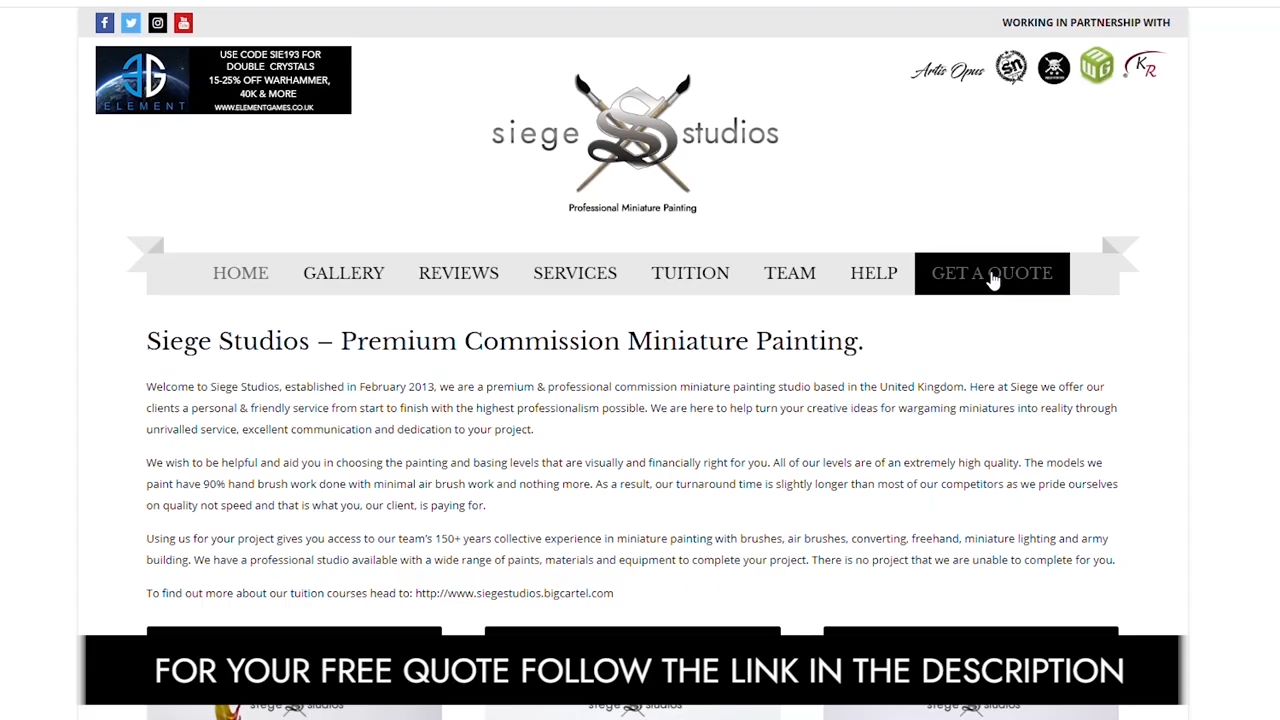 WORKING IN PARTNERSHIP WITH
USE CODE SIE193 FOR
DOUBLE CRYSTALS
15-25% OFF WARHAMMER,
40K & MORE
WWW.ELEMENTGAMES.CO.UK
ELEMENT
Artis Opus
KR
siege studios
Professional Miniature Painting
HOME GALLERY REVIEWS SERVICES TUITION TEAM HELP GET A QUOTE
Siege Studios – Premium Commission Miniature Painting.
Welcome to Siege Studios, established in February 2013, we are a premium & professional commission miniature painting studio based in the United Kingdom. Here at Siege we offer our
clients a personal & friendly service from start to finish with the highest professionalism possible. We are here to help turn your creative ideas for wargaming miniatures into reality through
unrivalled service, excellent communication and dedication to your project.
We wish to be helpful and aid you in choosing the painting and basing levels that are visually and financially right for you. All of our levels are of an extremely high quality. The models we
paint have 90% hand brush work done with minimal air brush work and nothing more. As a result, our turnaround time is slightly longer than most of our competitors as we pride ourselves
on quality not speed and that is what you, our client, is paying for.
Using us for your project gives you access to our team's 150+ years collective experience in miniature painting with brushes, air brushes, converting, freehand, miniature lighting and army
building. We have a professional studio available with a wide range of paints, materials and equipment to complete your project. There is no project that we are unable to complete for you.
To find out more about our tuition courses head to: http://www.siegestudios.bigcartel.com
FOR YOUR FREE QUOTE FOLLOW THE LINK IN THE DESCRIPTION